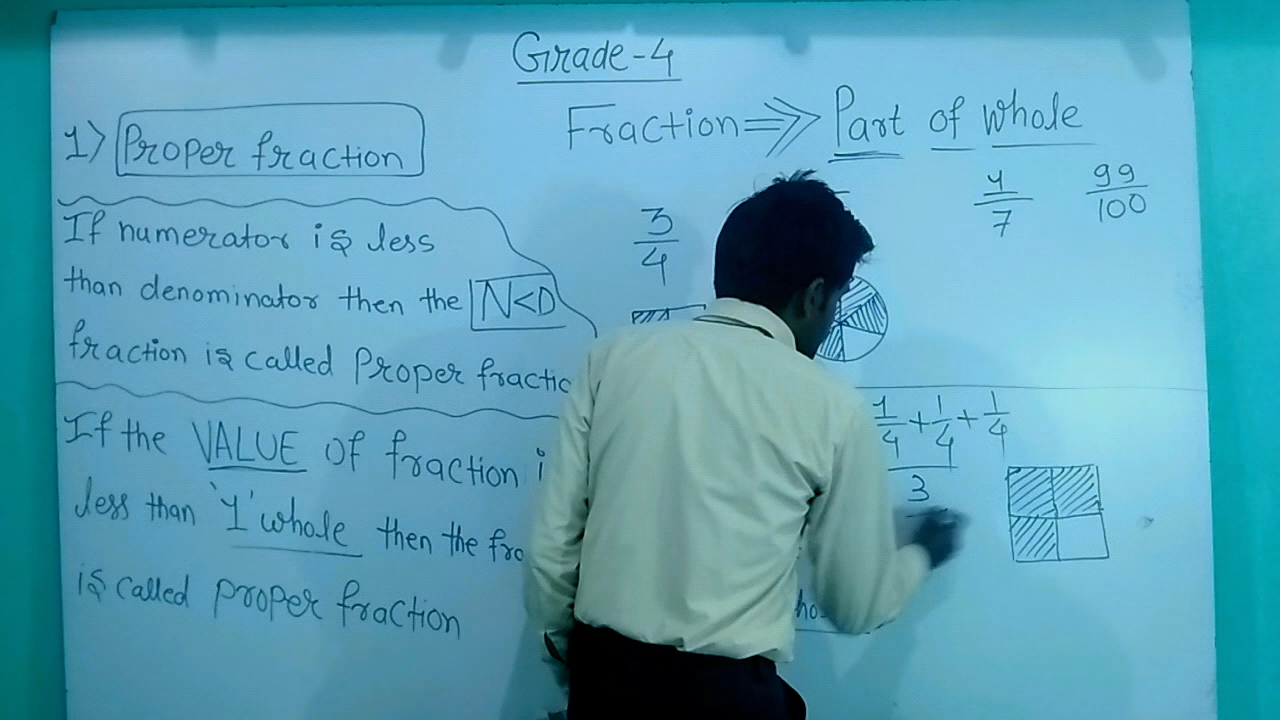 Grade-4
Fraction ⇒> Part of whole
1> Proper fraction
If numerator is less
than denominator then the N<D
fraction is called Proper fractio
If the VALUE of fraction i
less than '1' whole then the fra
is called proper fraction
3/4
4/7
99/100
1/4 + 1/4 + 1/4
3